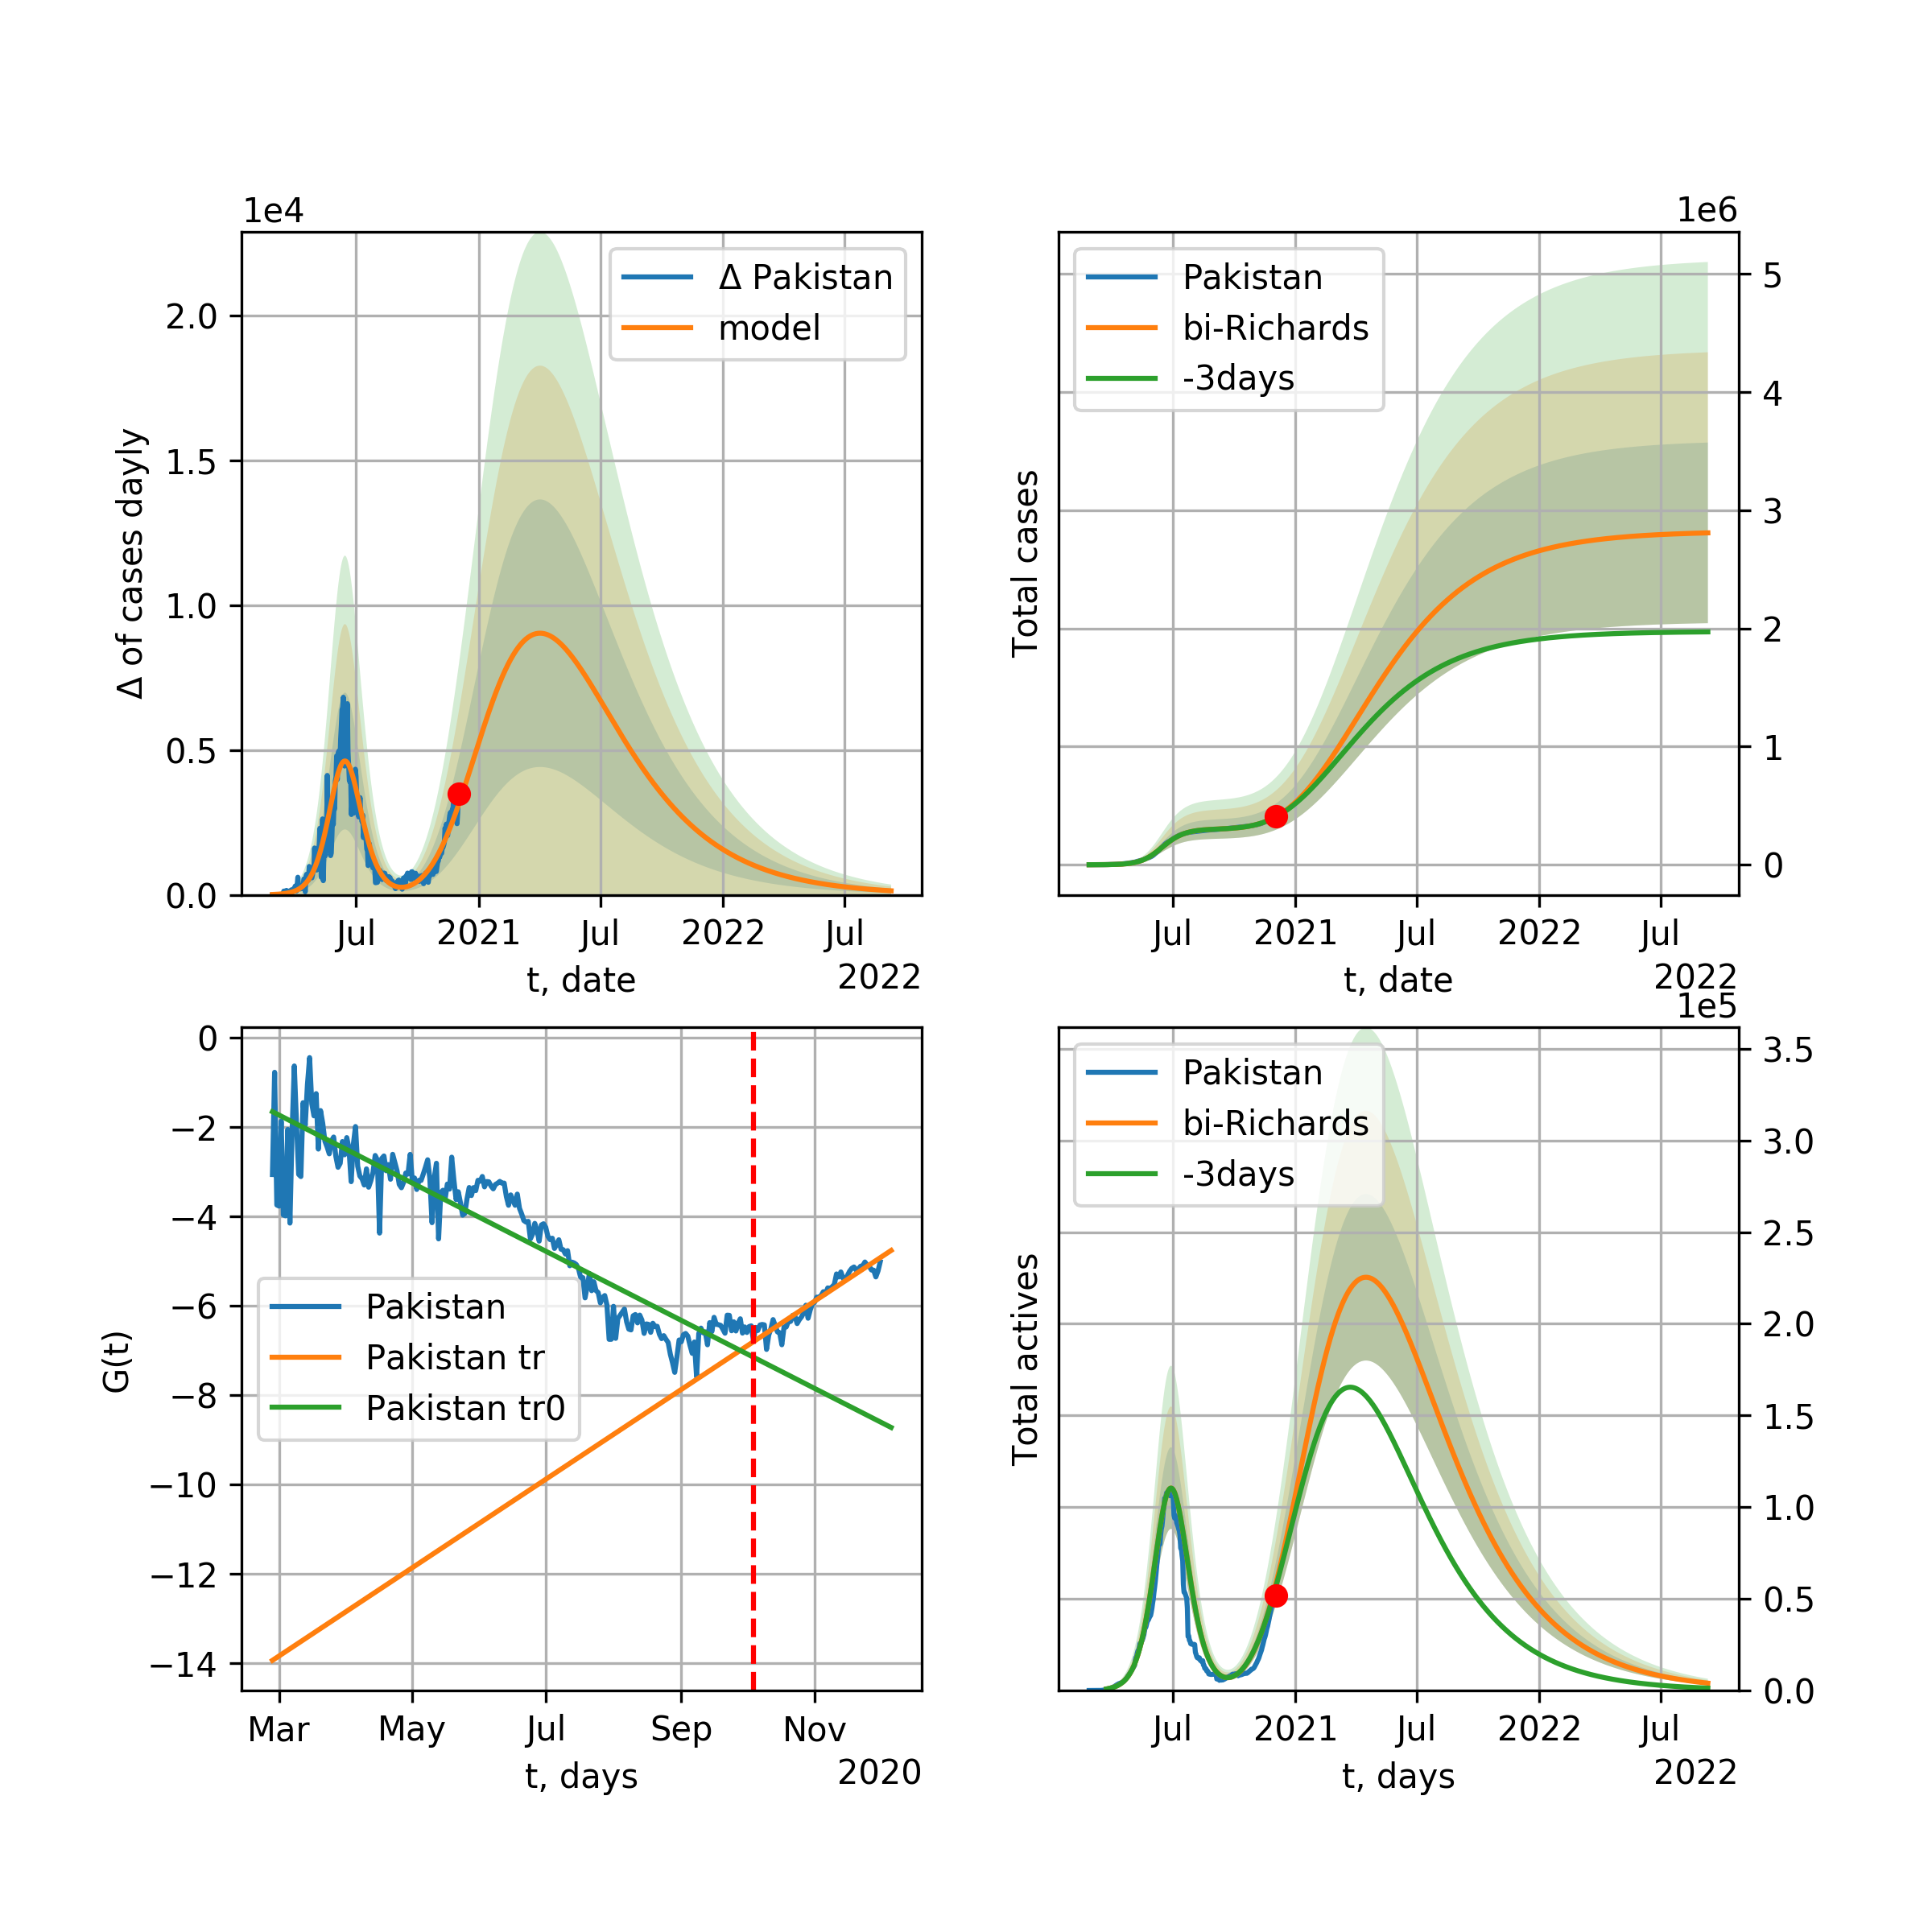 1e4
Δ of cases dayly
2.0
1.5
1.0
0.5
0.0
Δ Pakistan
model
Jul 2021 Jul 2022 Jul
t, date
2022
1e6
Total cases
Pakistan
bi-Richards
-3days
5
4
3
2
1
0
Jul 2021 Jul 2022 Jul
t, date
2022
G(t)
0
−2
−4
−6
−8
−10
−12
−14
Pakistan
Pakistan tr
Pakistan tr0
Mar May Jul Sep Nov
t, days
2020
1e5
Total actives
Pakistan
bi-Richards
-3days
3.5
3.0
2.5
2.0
1.5
1.0
0.5
0.0
Jul 2021 Jul 2022 Jul
t, days
2022